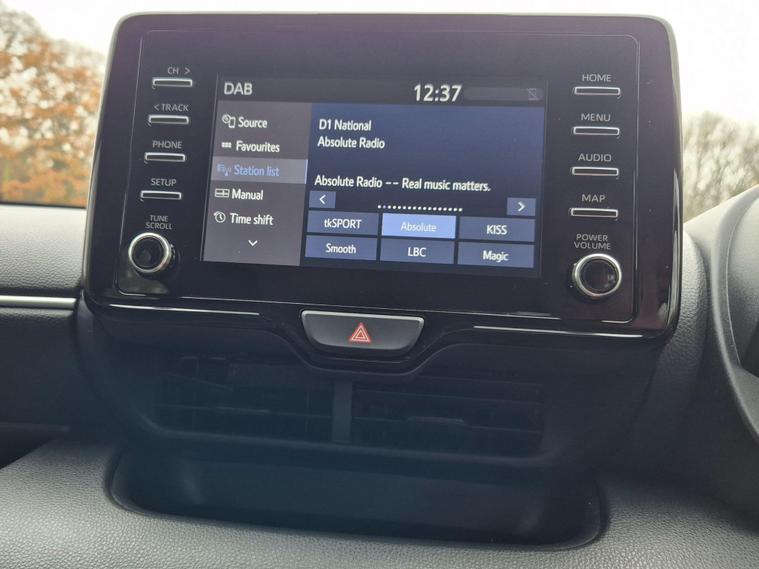 CH >
< TRACK
PHONE
SETUP
TUNE
SCROLL
DAB
12:37
Source
Favourites
Station list
Manual
Time shift
D1 National
Absolute Radio
Absolute Radio -- Real music matters.
< >
tkSPORT Absolute KISS
Smooth LBC Magic
HOME
MENU
AUDIO
MAP
POWER
VOLUME